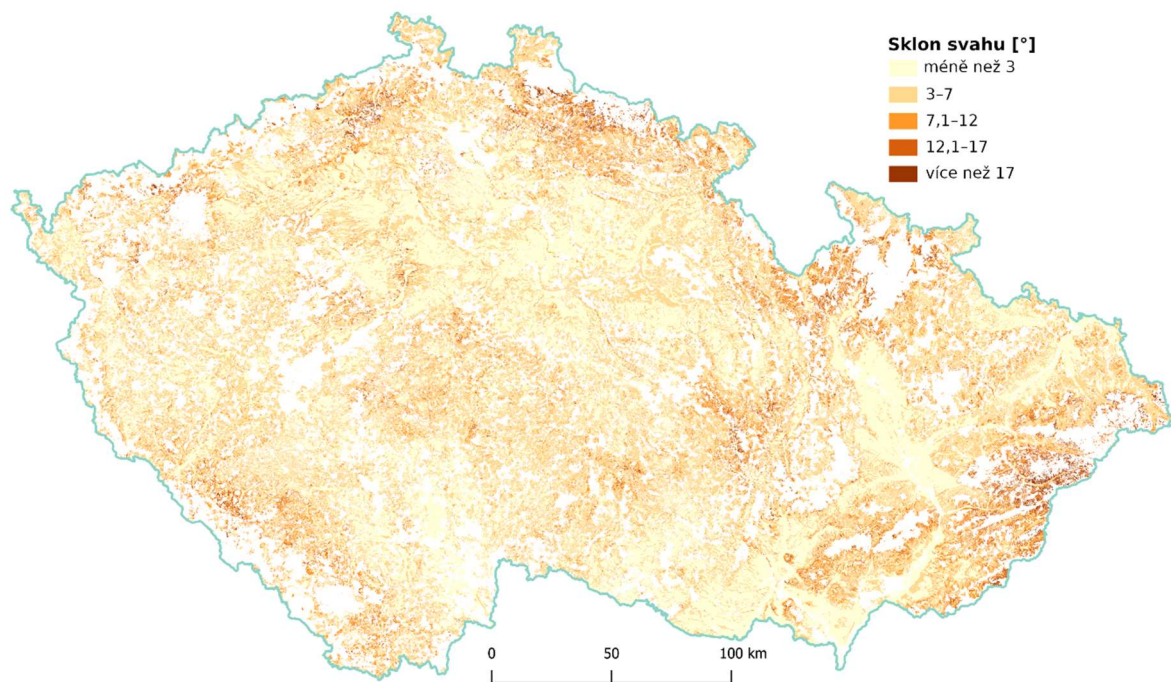 Sklon svahu [°]
méně než 3
3–7
7,1–12
12,1–17
více než 17
0 50 100 km